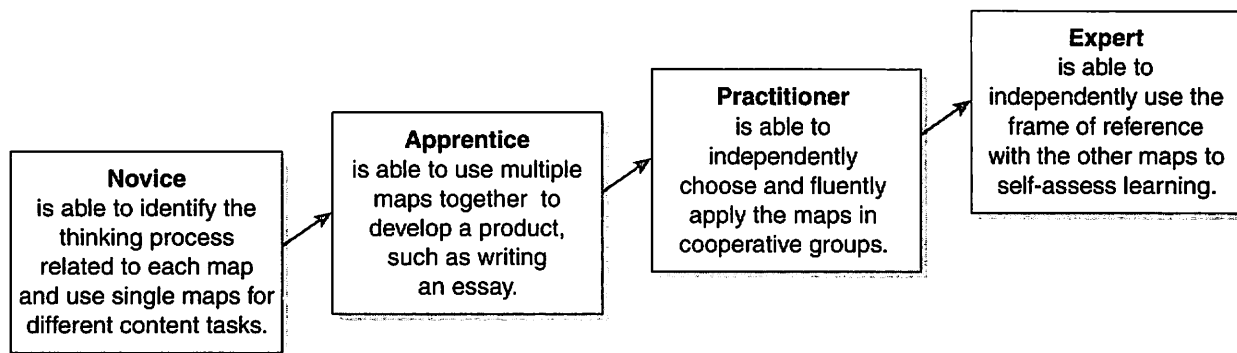 Novice
is able to identify the
thinking process
related to each map
and use single maps for
different content tasks.
Apprentice
is able to use multiple
maps together to
develop a product,
such as writing
an essay.
Practitioner
is able to
independently
choose and fluently
apply the maps in
cooperative groups.
Expert
is able to
independently use the
frame of reference
with the other maps to
self-assess learning.